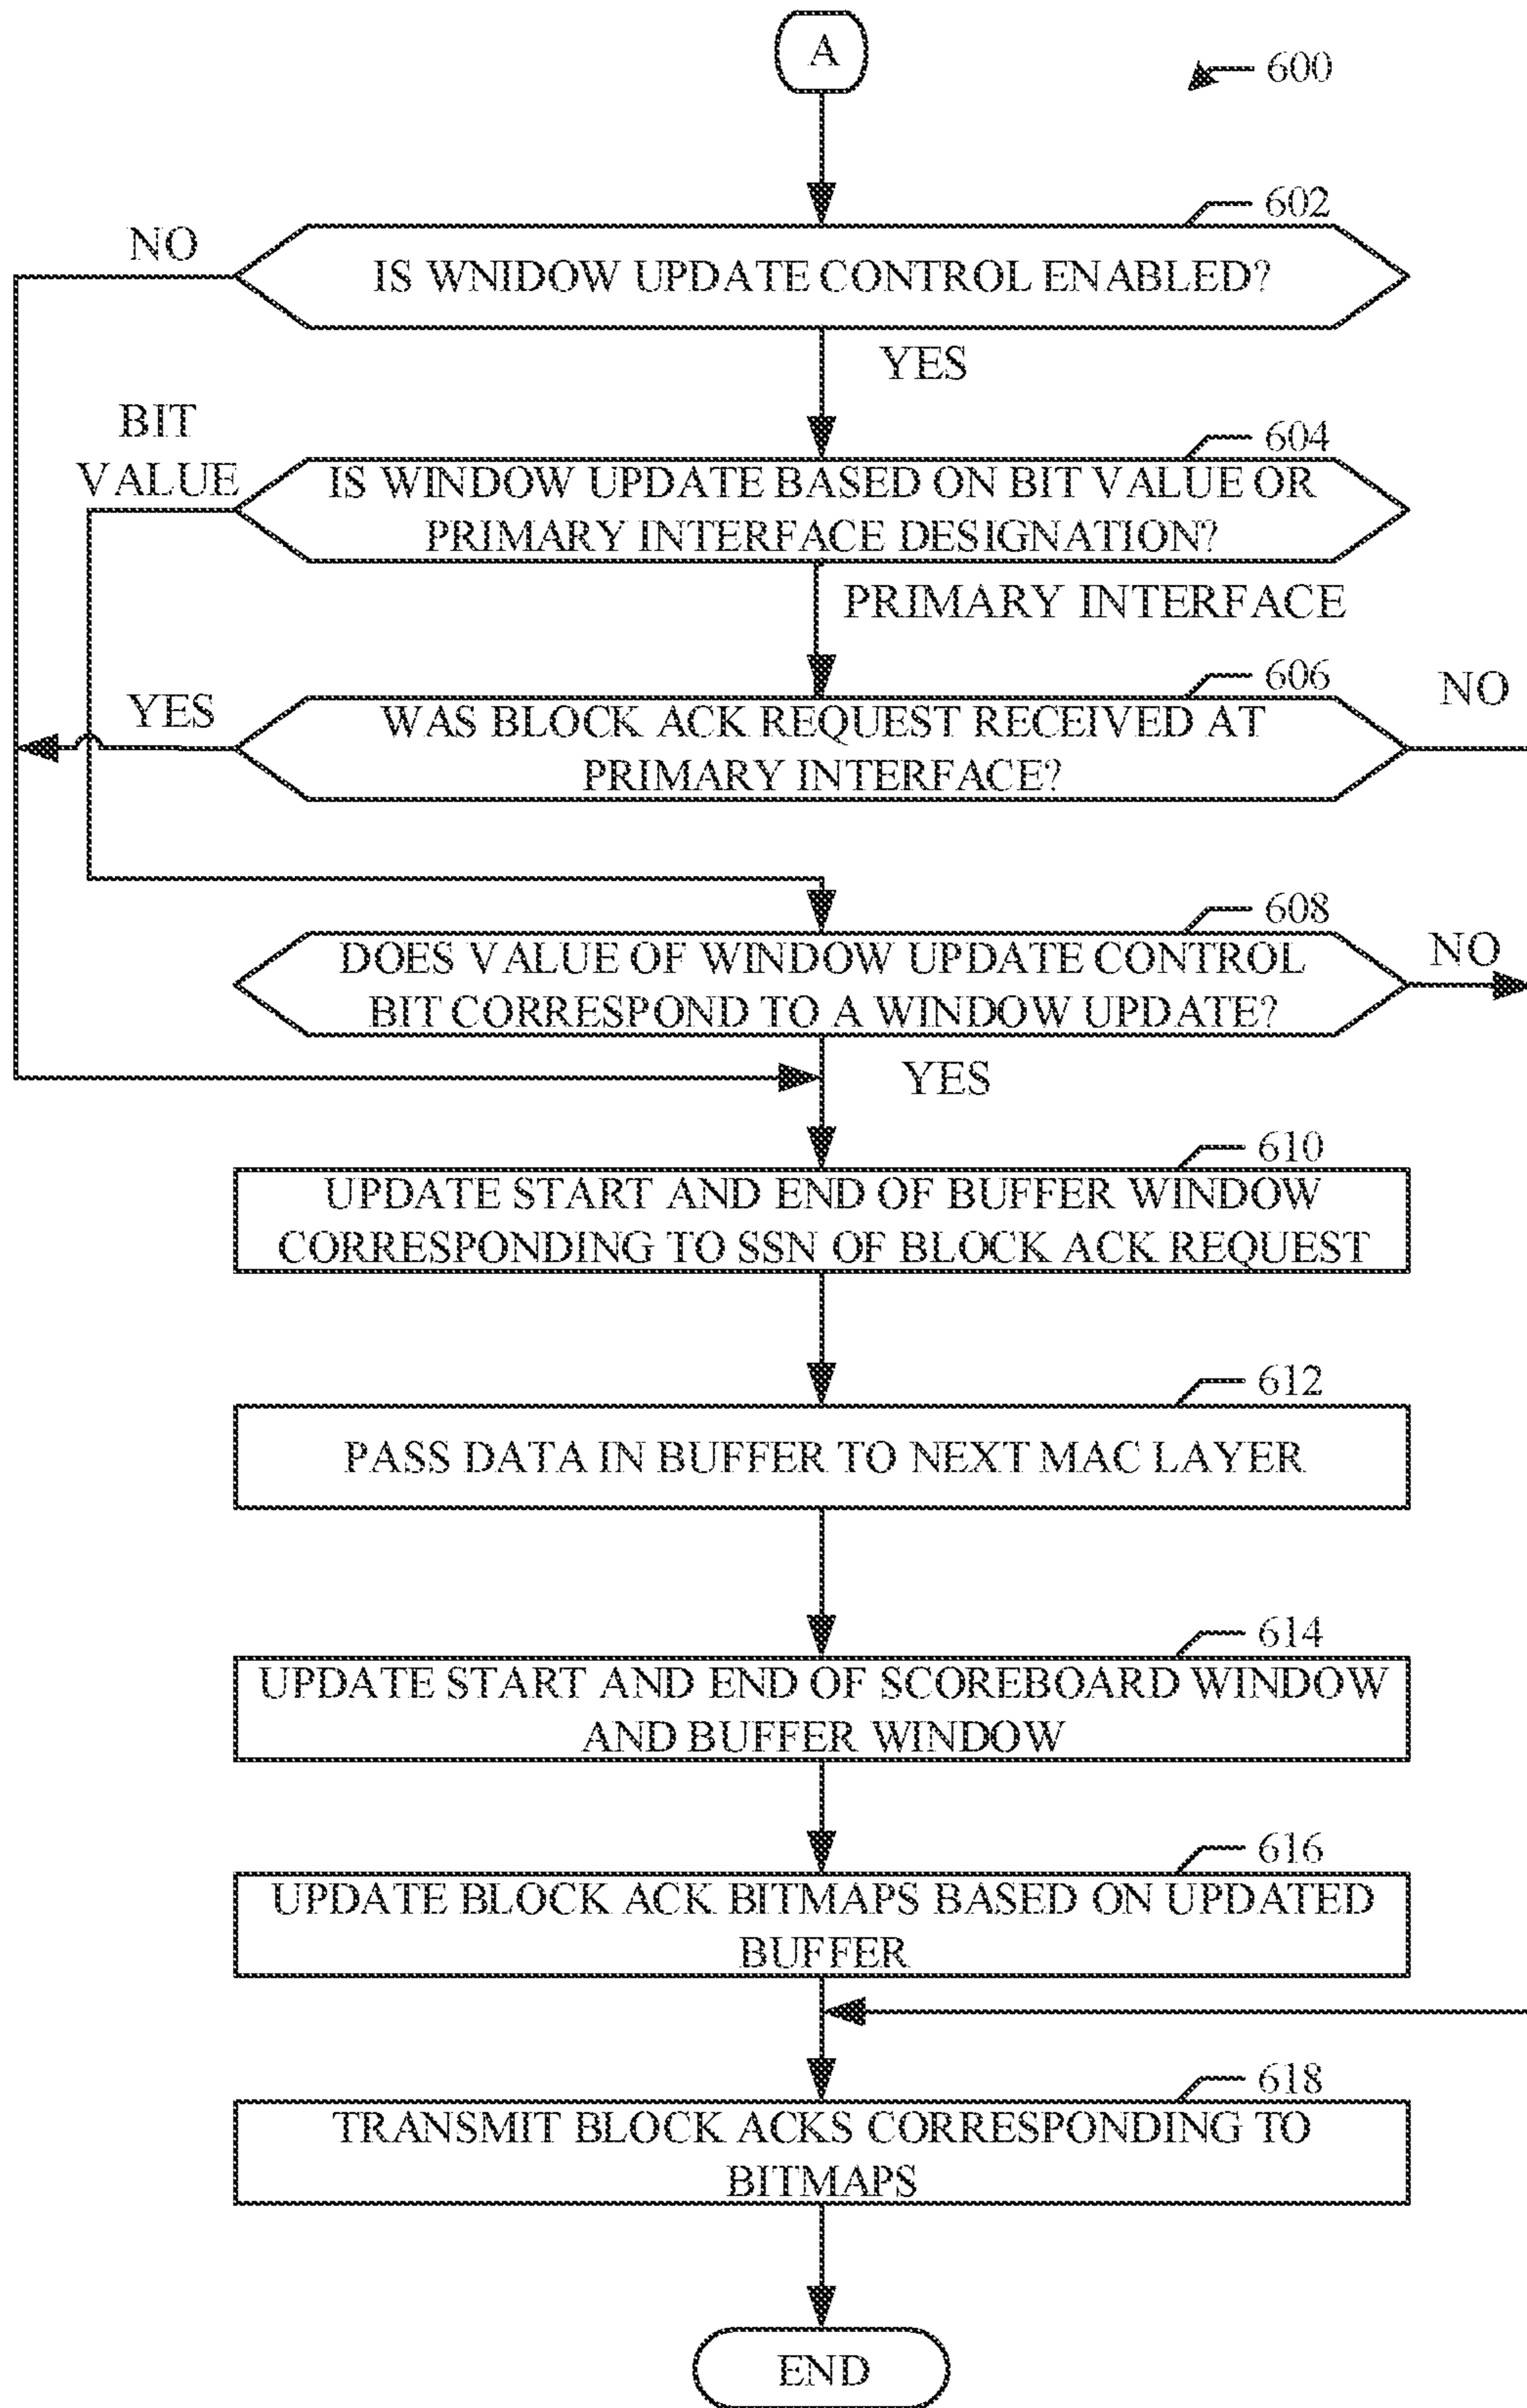 A
600
602
NO
IS WNIDOW UPDATE CONTROL ENABLED?
YES
BIT
VALUE
604
IS WINDOW UPDATE BASED ON BIT VALUE OR
PRIMARY INTERFACE DESIGNATION?
PRIMARY INTERFACE
606
YES
NO
WAS BLOCK ACK REQUEST RECEIVED AT
PRIMARY INTERFACE?
608
DOES VALUE OF WINDOW UPDATE CONTROL
BIT CORRESPOND TO A WINDOW UPDATE?
NO
YES
610
UPDATE START AND END OF BUFFER WINDOW
CORRESPONDING TO SSN OF BLOCK ACK REQUEST
612
PASS DATA IN BUFFER TO NEXT MAC LAYER
614
UPDATE START AND END OF SCOREBOARD WINDOW
AND BUFFER WINDOW
616
UPDATE BLOCK ACK BITMAPS BASED ON UPDATED
BUFFER
618
TRANSMIT BLOCK ACKS CORRESPONDING TO
BITMAPS
END